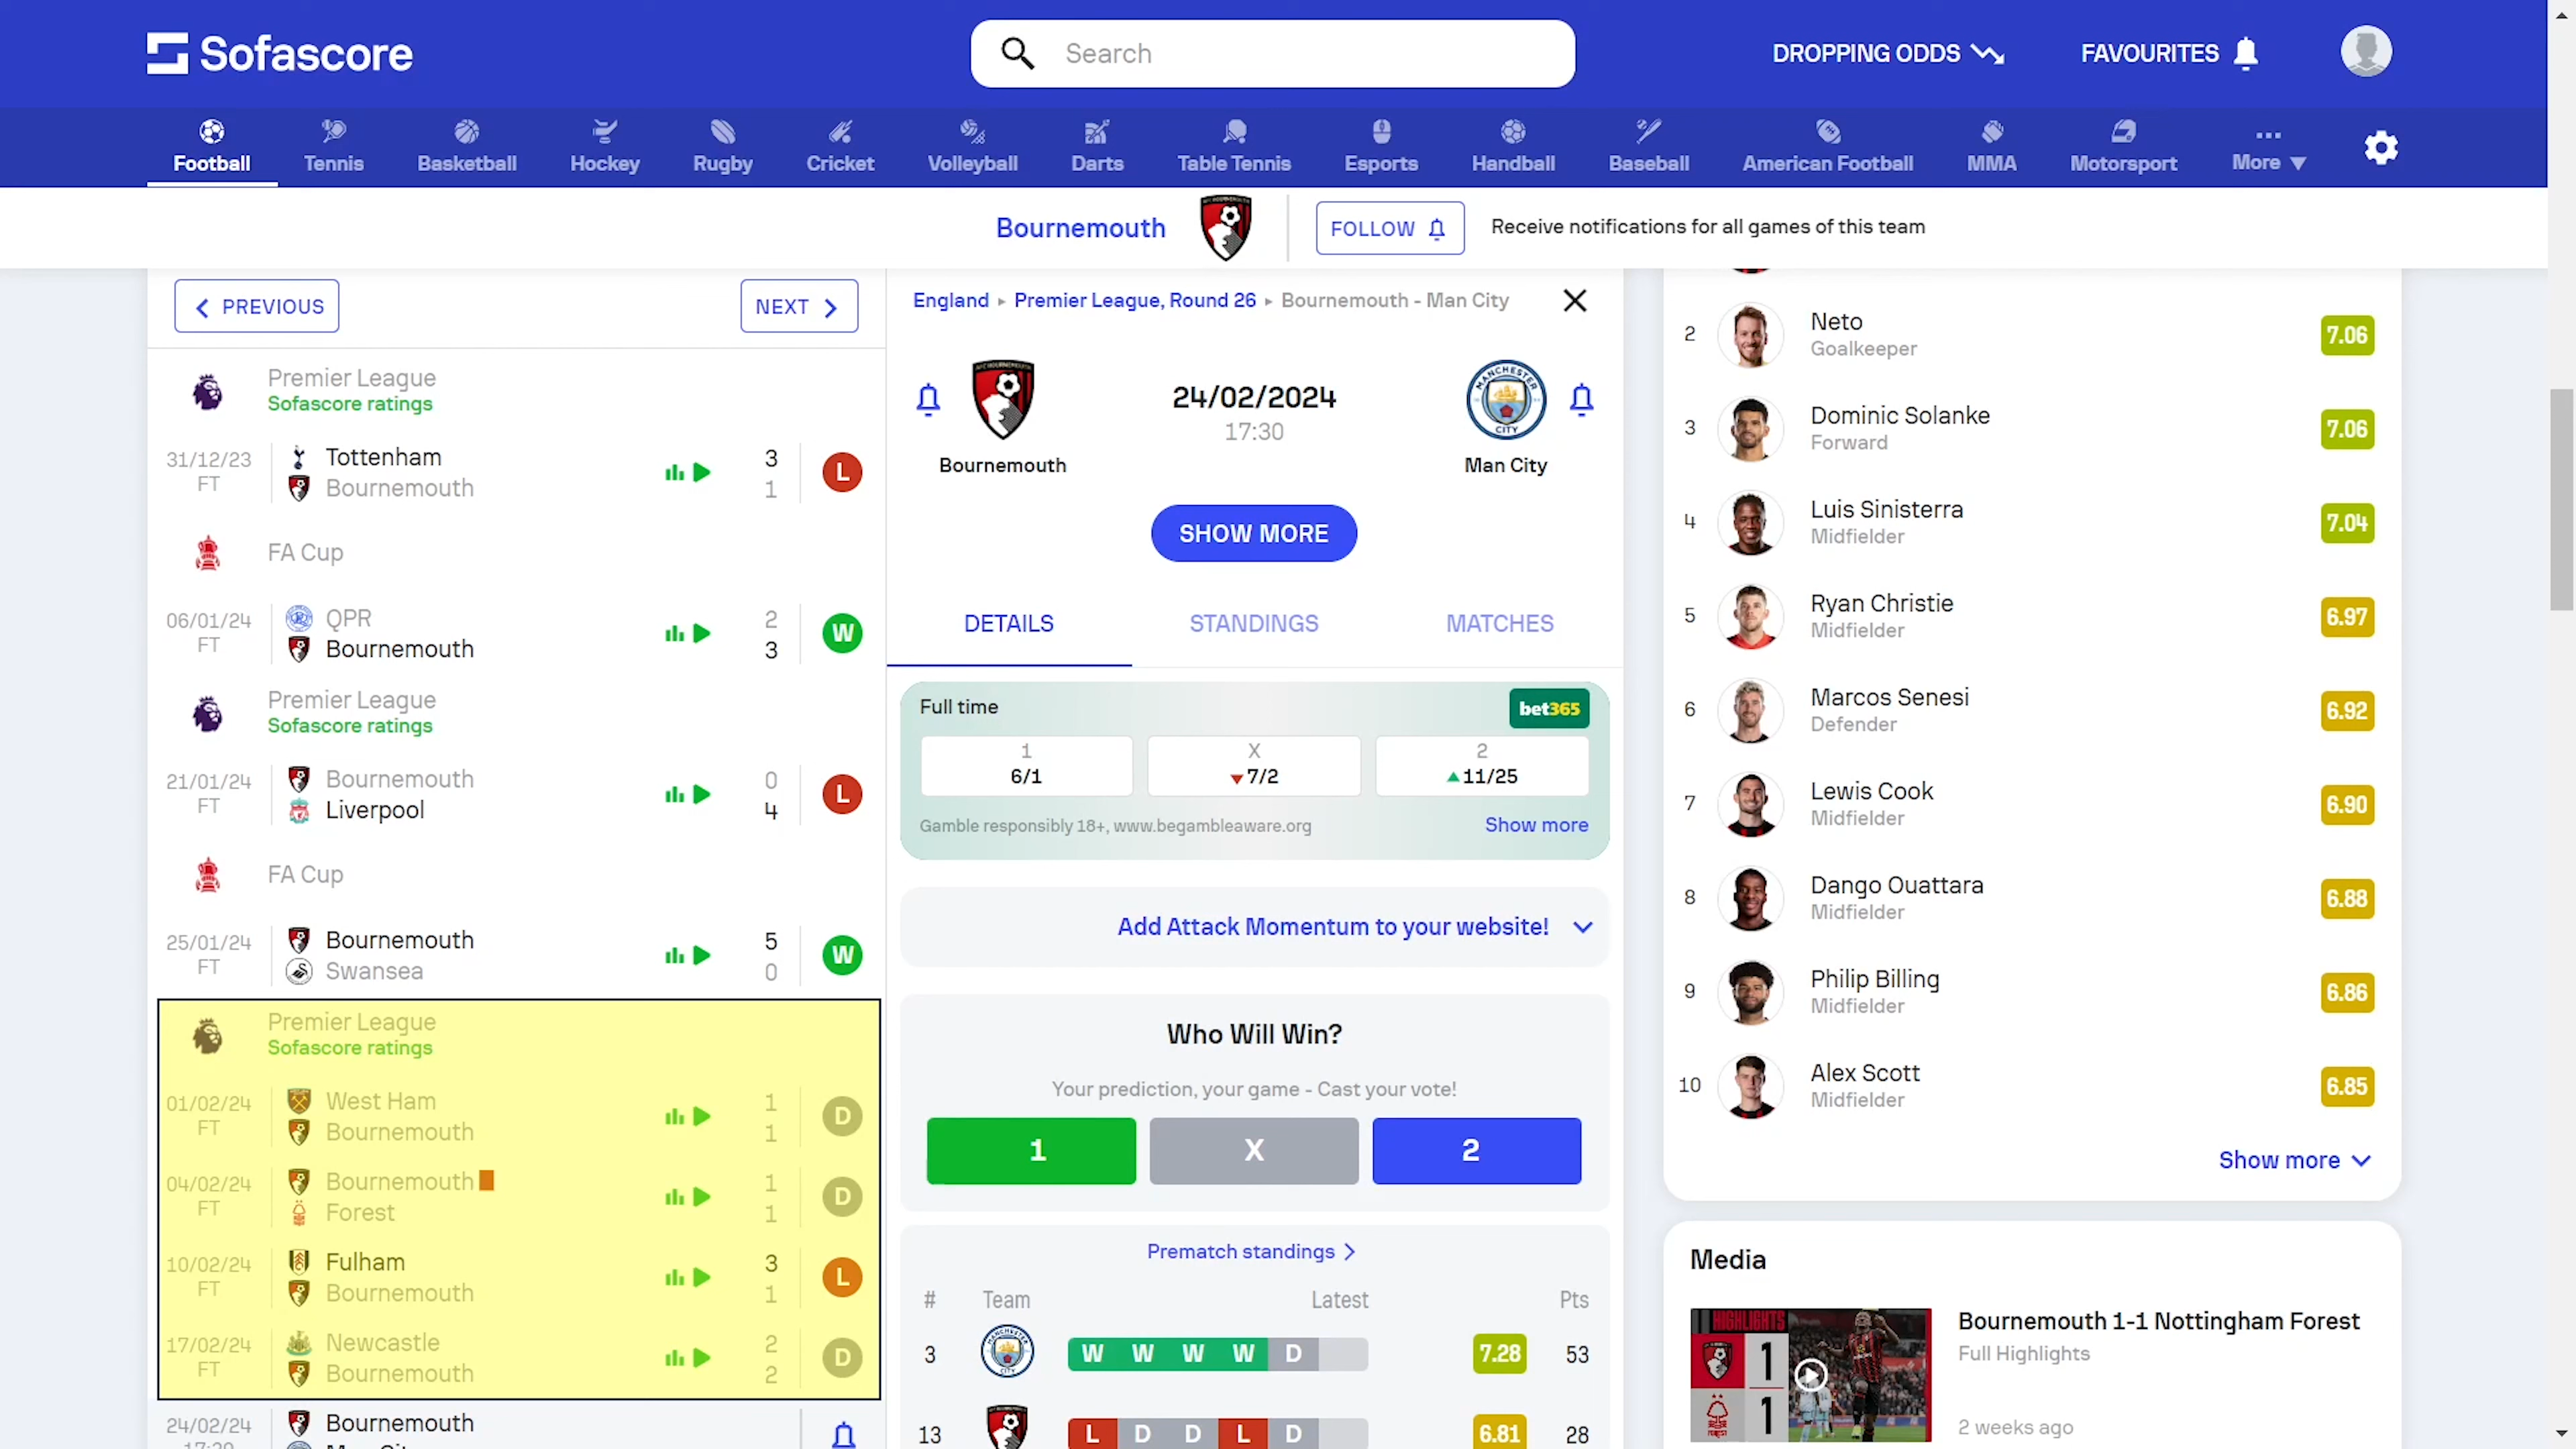 Sofascore
Search
DROPPING ODDS
FAVOURITES
Football
Tennis
Basketball
Hockey
Rugby
Cricket
Volleyball
Darts
Table Tennis
Esports
Handball
Baseball
American Football
MMA
Motorsport
More
Bournemouth
FOLLOW
Receive notifications for all games of this team
PREVIOUS
NEXT
Premier League
Sofascore ratings
31/12/23
FT
Tottenham
Bournemouth
3
1
L
FA Cup
06/01/24
FT
QPR
Bournemouth
2
3
W
Premier League
Sofascore ratings
21/01/24
FT
Bournemouth
Liverpool
0
4
L
FA Cup
25/01/24
FT
Bournemouth
Swansea
5
0
W
Premier League
Sofascore ratings
01/02/24
FT
West Ham
Bournemouth
1
1
D
04/02/24
FT
Bournemouth
Forest
1
1
D
10/02/24
FT
Fulham
Bournemouth
3
1
L
17/02/24
FT
Newcastle
Bournemouth
2
2
D
24/02/24
Bournemouth
England ▸ Premier League, Round 26 ▸ Bournemouth - Man City
Bournemouth
24/02/2024
17:30
MANCHESTER
CITY
Man City
SHOW MORE
DETAILS
STANDINGS
MATCHES
Full time
bet365
1
6/1
X
7/2
2
11/25
Gamble responsibly 18+, www.begambleaware.org
Show more
Add Attack Momentum to your website!
Who Will Win?
Your prediction, your game - Cast your vote!
1
X
2
Prematch standings
# Team Latest Pts
3 W W W W D 7.28 53
13 L D D L D 6.81 28
2 Neto 7.06
Goalkeeper
3 Dominic Solanke 7.06
Forward
4 Luis Sinisterra 7.04
Midfielder
5 Ryan Christie 6.97
Midfielder
6 Marcos Senesi 6.92
Defender
7 Lewis Cook 6.90
Midfielder
8 Dango Ouattara 6.88
Midfielder
9 Philip Billing 6.86
Midfielder
10 Alex Scott 6.85
Midfielder
Show more
Media
HIGHLIGHTS
1
1
Bournemouth 1-1 Nottingham Forest
Full Highlights
2 weeks ago